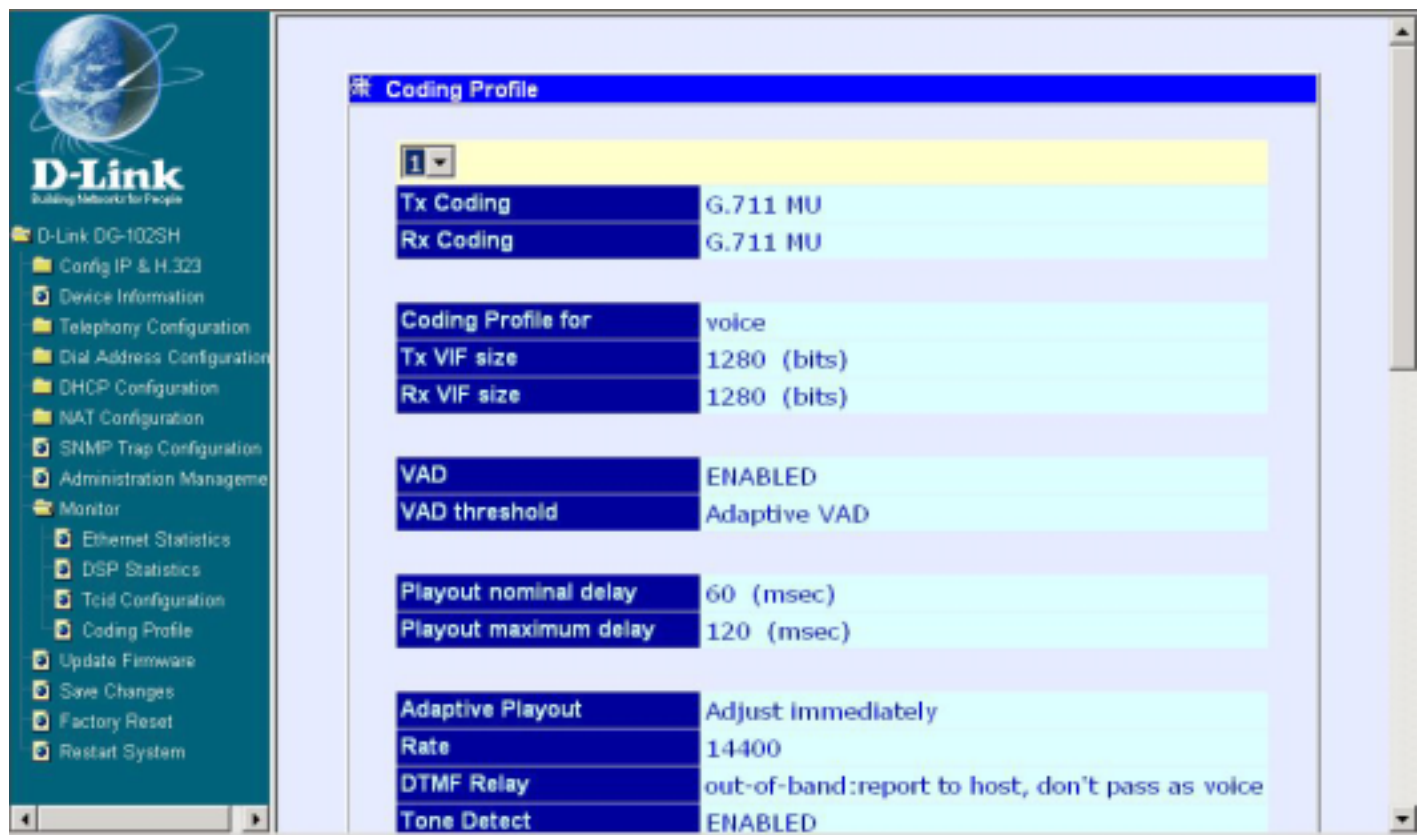 D-Link
Building Networks for People
D-Link DG-102SH
Config IP & H.323
Device Information
Telephony Configuration
Dial Address Configuration
DHCP Configuration
NAT Configuration
SNMP Trap Configuration
Administration Manageme
Monitor
Ethernet Statistics
DSP Statistics
Tcid Configuration
Coding Profile
Update Firmware
Save Changes
Factory Reset
Restart System
Coding Profile
1
Tx Coding G.711 MU
Rx Coding G.711 MU
Coding Profile for voice
Tx VIF size 1280 (bits)
Rx VIF size 1280 (bits)
VAD ENABLED
VAD threshold Adaptive VAD
Playout nominal delay 60 (msec)
Playout maximum delay 120 (msec)
Adaptive Playout Adjust immediately
Rate 14400
DTMF Relay out-of-band:report to host, don't pass as voice
Tone Detect ENABLED